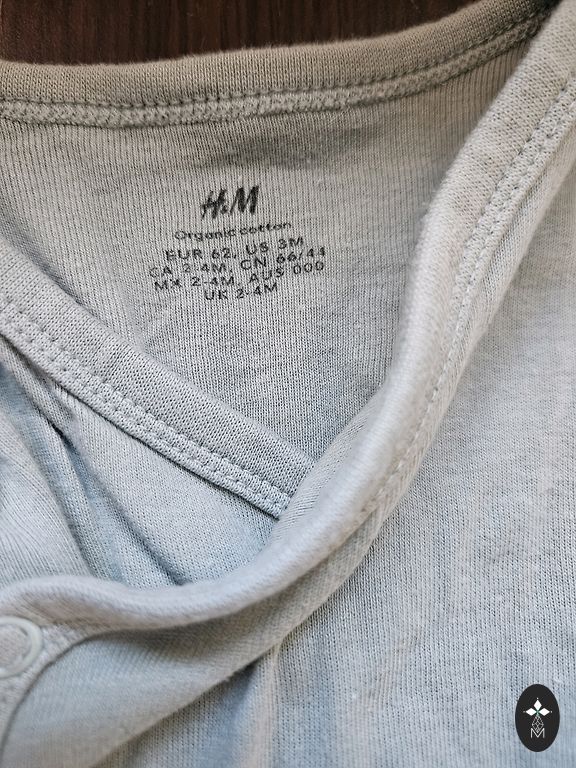 H&M
Organic cotton
EUR 62, US 3M
CA 2-4M, CN 66/44
MX 2-4M, AUS 000
UK 2-4M
M